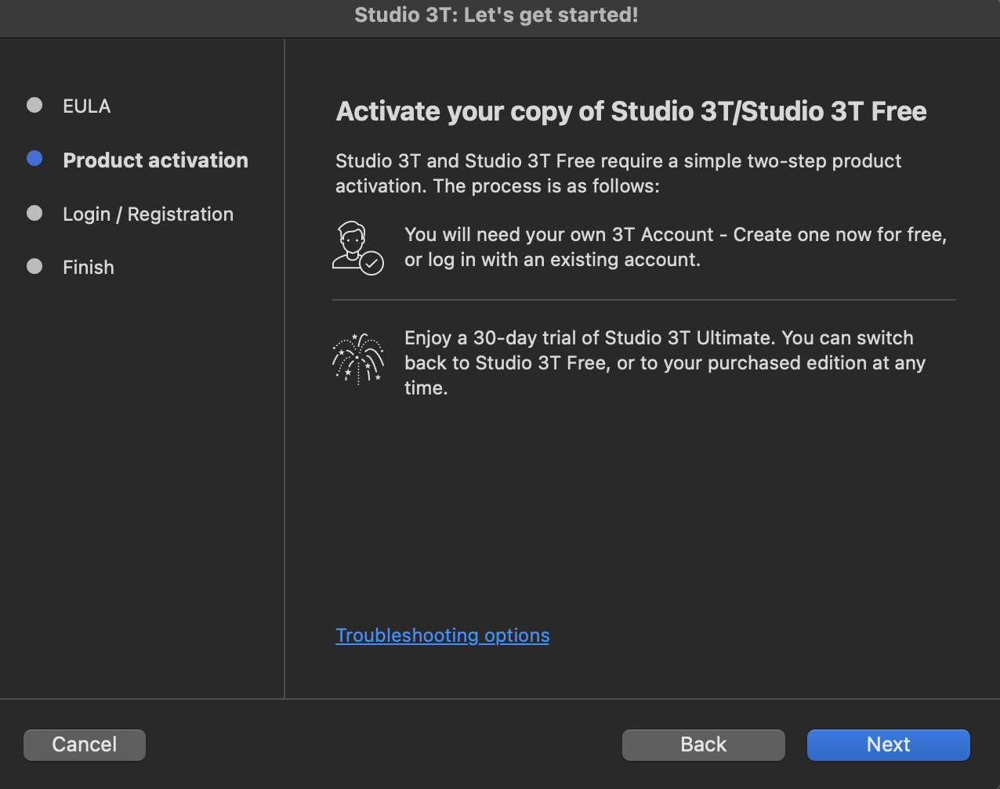 Studio 3T: Let's get started!
EULA
Product activation
Login / Registration
Finish
Activate your copy of Studio 3T/Studio 3T Free
Studio 3T and Studio 3T Free require a simple two-step product
activation. The process is as follows:
You will need your own 3T Account - Create one now for free,
or log in with an existing account.
Enjoy a 30-day trial of Studio 3T Ultimate. You can switch
back to Studio 3T Free, or to your purchased edition at any
time.
Troubleshooting options
Cancel
Back
Next